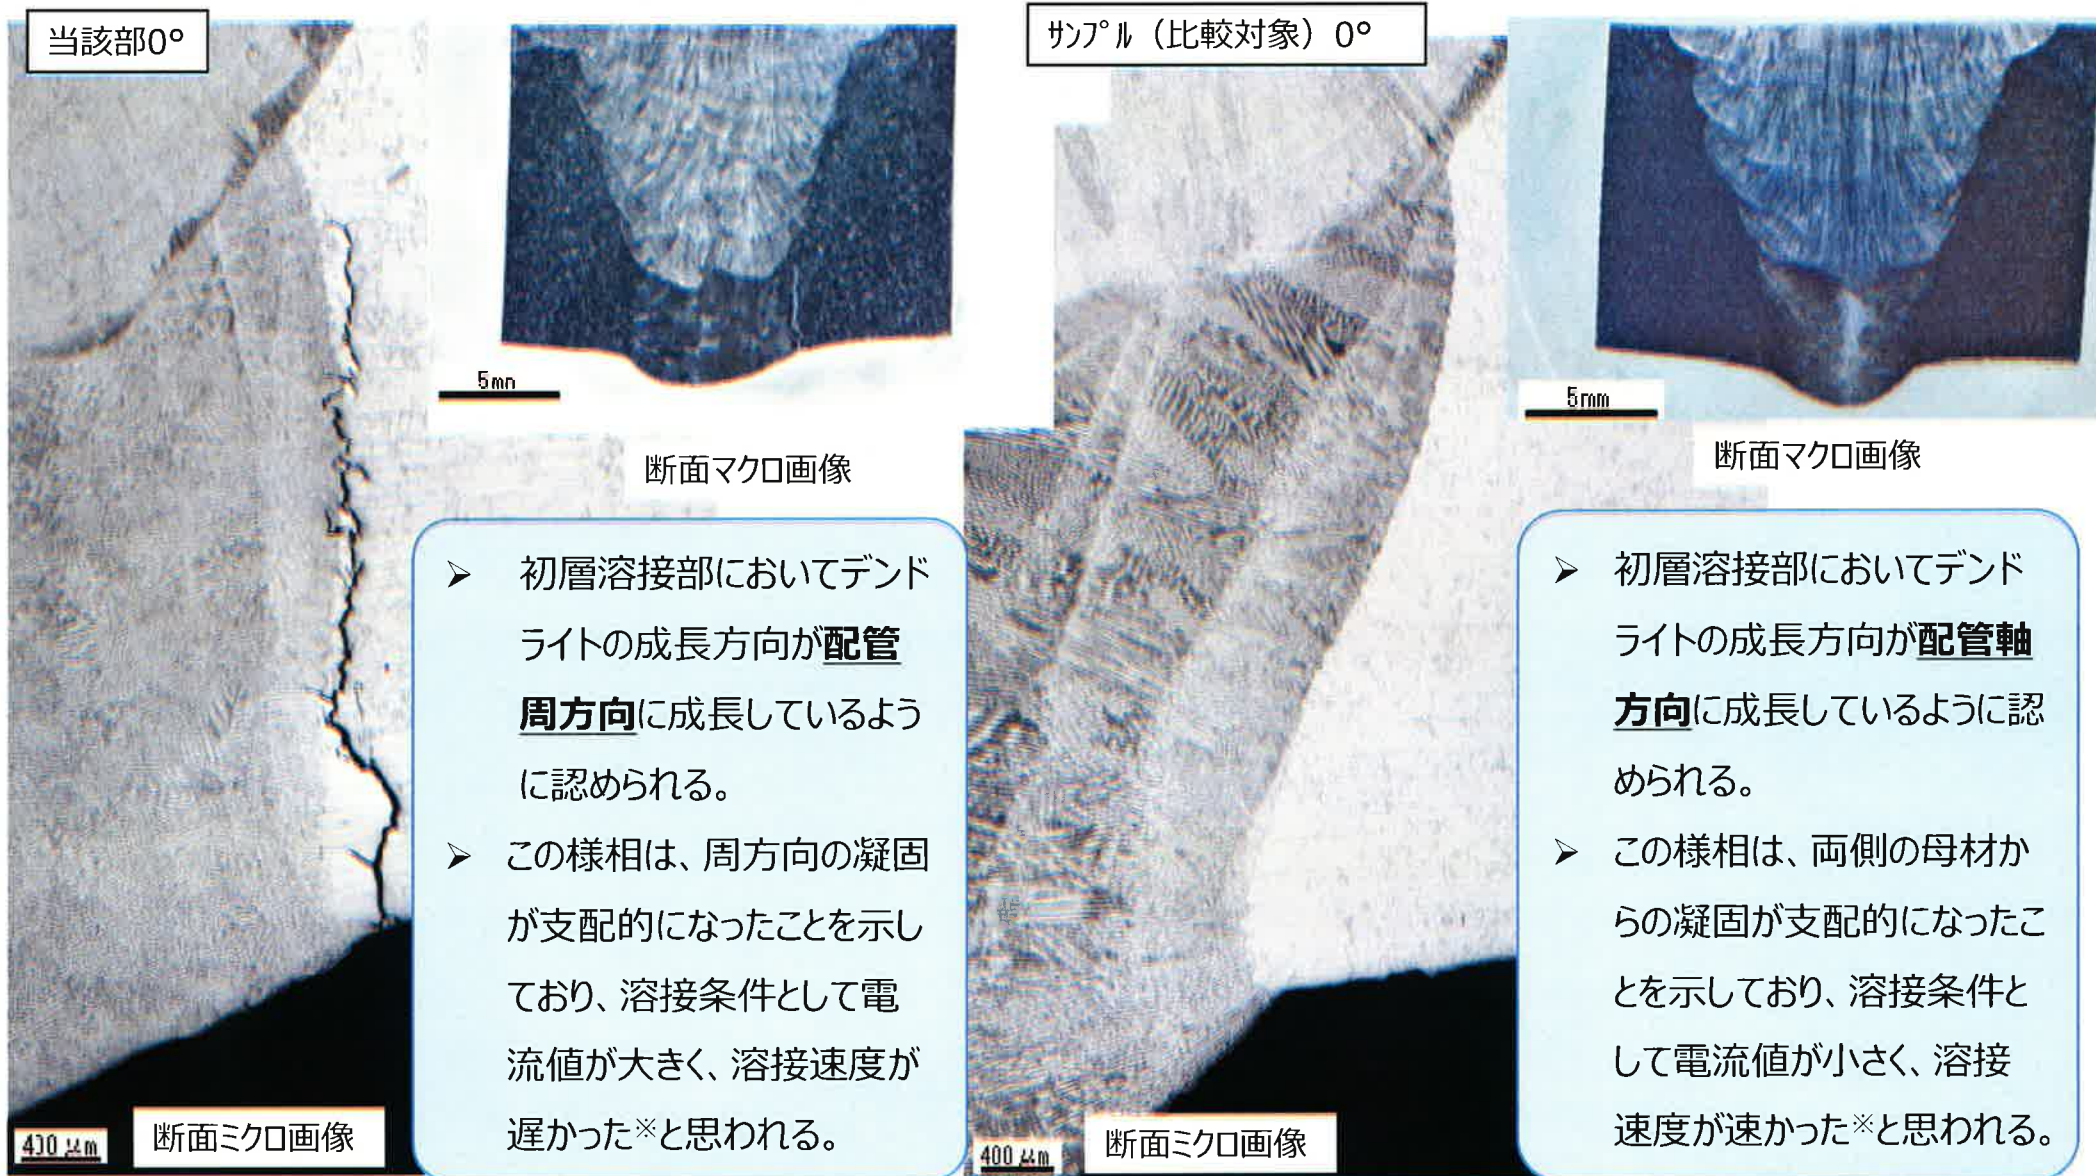 当該部0°
5mm
断面マクロ画像
➢ 初層溶接部においてデンド
ライトの成長方向が配管
周方向に成長しているよう
に認められる。
➢ この様相は、周方向の凝固
が支配的になったことを示し
ており、溶接条件として電
流値が大きく、溶接速度が
遅かった※と思われる。
400 μm
断面ミクロ画像
ｻﾝﾌﾟﾙ（比較対象）0°
5mm
断面マクロ画像
➢ 初層溶接部においてデンド
ライトの成長方向が配管軸
方向に成長しているように認
められる。
➢ この様相は、両側の母材か
らの凝固が支配的になったこ
とを示しており、溶接条件と
して電流値が小さく、溶接
速度が速かった※と思われる。
400 μm
断面ミクロ画像